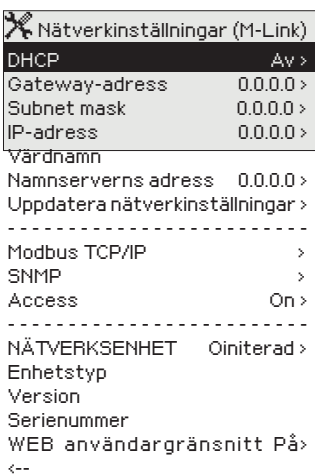 Nätverkinställningar (M-Link)
DHCP Av >
Gateway-adress 0.0.0.0 >
Subnet mask 0.0.0.0 >
IP-adress 0.0.0.0 >
Värdnamn
Namnserverns adress 0.0.0.0 >
Uppdatera nätverkinställningar >
- - - - - - - - - - - - - - - - - - - - - - - -
Modbus TCP/IP >
SNMP >
Access On >
- - - - - - - - - - - - - - - - - - - - - - - -
NÄTVERKSENHET Oiniterad >
Enhetstyp
Version
Serienummer
WEB användargränsnitt På>
<--